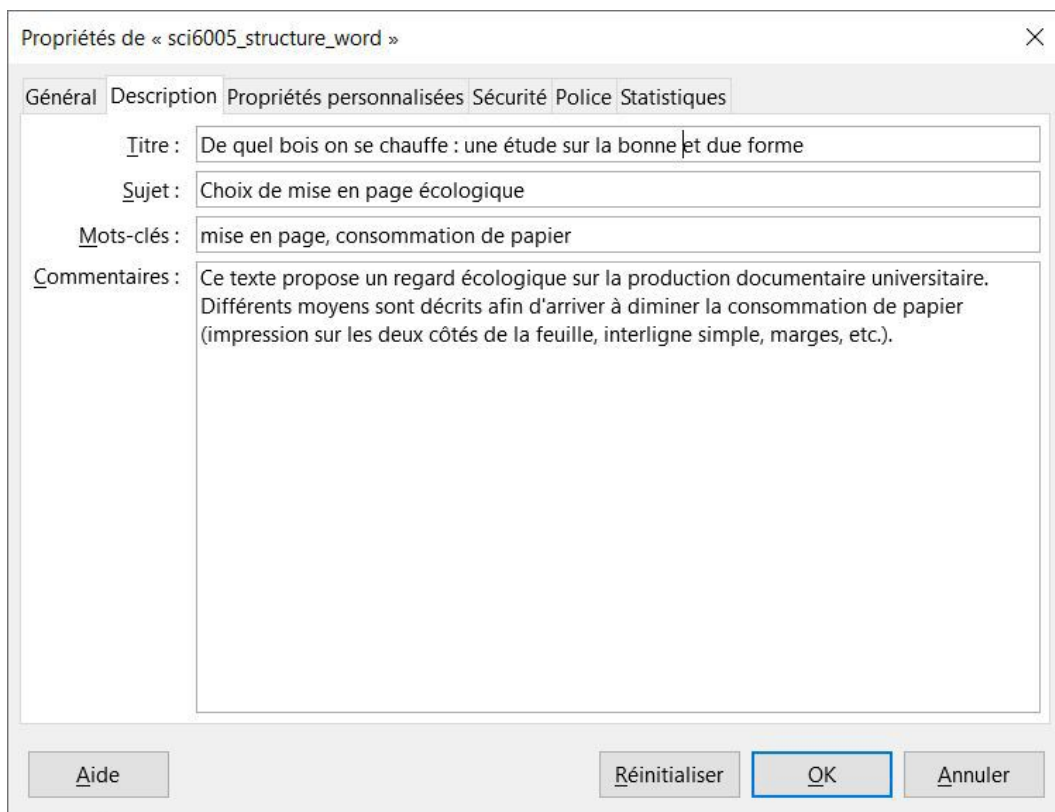 Propriétés de « sci6005_structure_word »
Général Description Propriétés personnalisées Sécurité Police Statistiques
Titre : De quel bois on se chauffe : une étude sur la bonne et due forme
Sujet : Choix de mise en page écologique
Mots-clés : mise en page, consommation de papier
Commentaires : Ce texte propose un regard écologique sur la production documentaire universitaire.
Différents moyens sont décrits afin d'arriver à diminer la consommation de papier
(impression sur les deux côtés de la feuille, interligne simple, marges, etc.).
Aide Réinitialiser OK Annuler